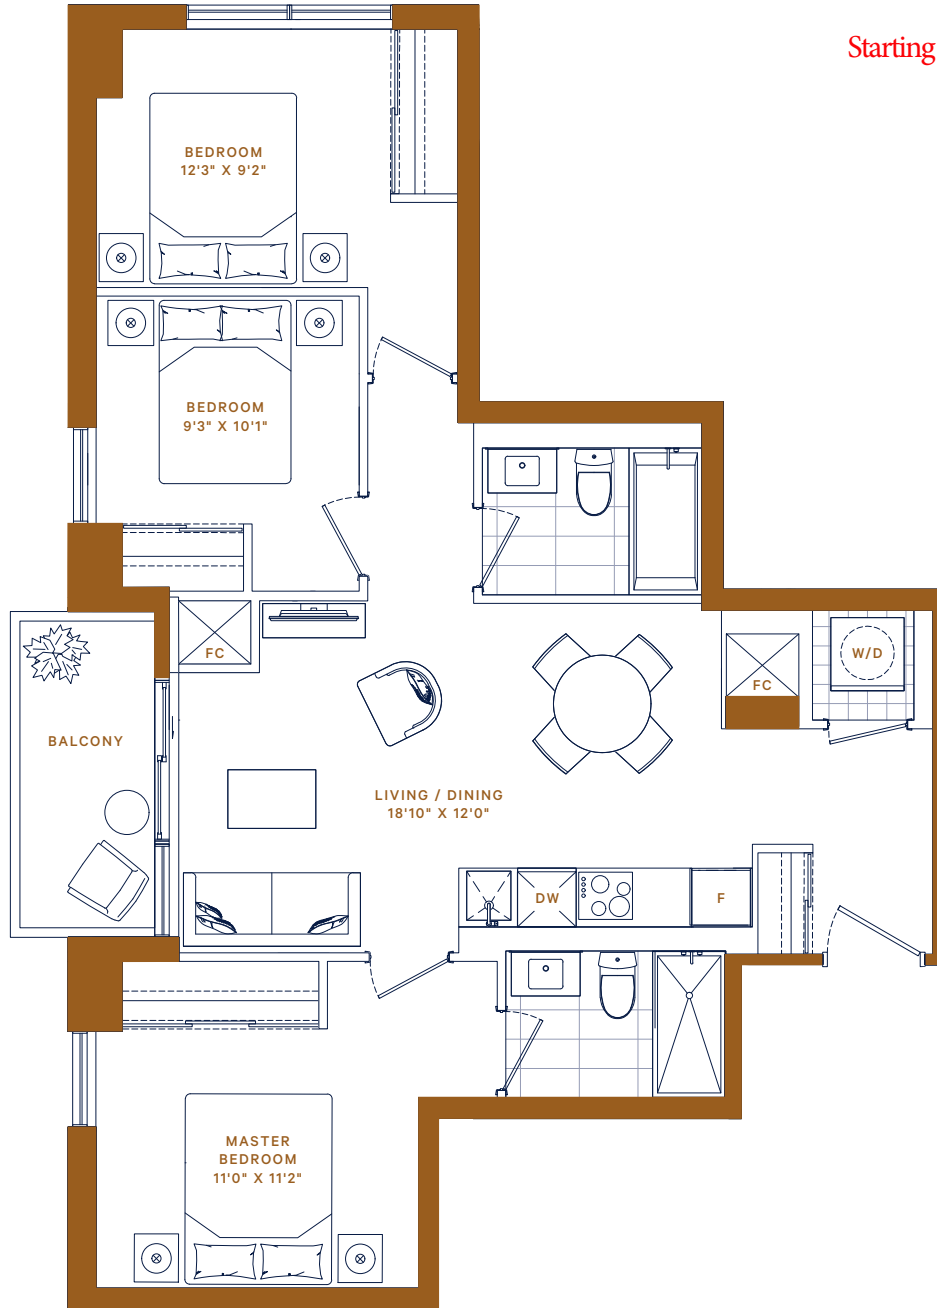 Starting
BEDROOM
12'3" X 9'2"
BEDROOM
9'3" X 10'1"
FC
W/D
FC
BALCONY
LIVING / DINING
18'10" X 12'0"
DW
F
MASTER
BEDROOM
11'0" X 11'2"